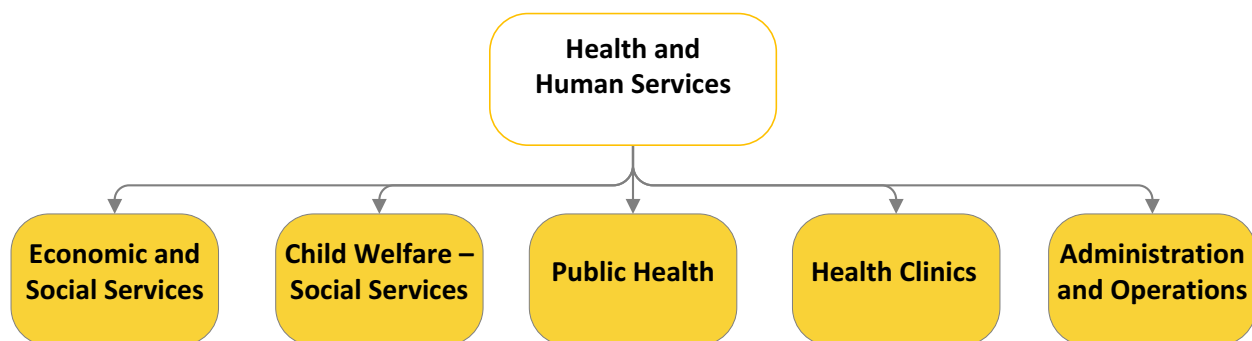 Health and
Human Services
Economic and
Social Services
Child Welfare –
Social Services
Public Health
Health Clinics
Administration
and Operations